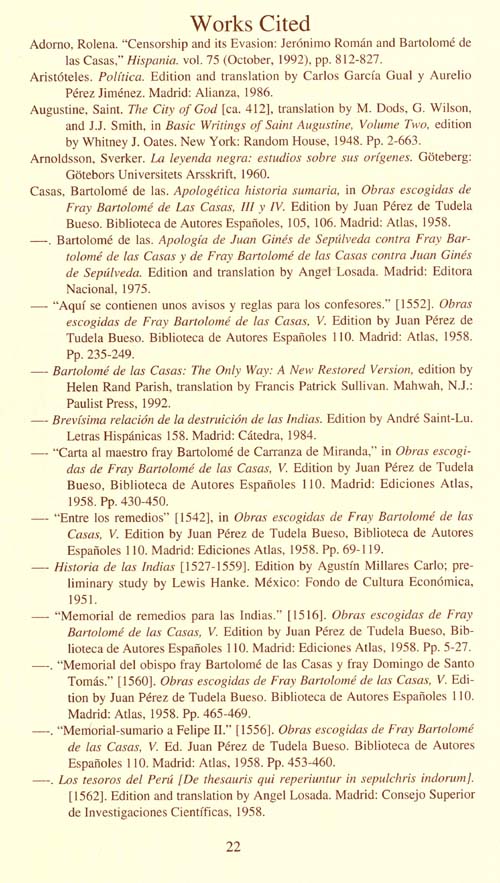 Works Cited
Adorno, Rolena. “Censorship and its Evasion: Jerónimo Román and Bartolomé de
las Casas,” Hispania. vol. 75 (October, 1992), pp. 812-827.
Aristóteles. Política. Edition and translation by Carlos García Gual y Aurelio
Pérez Jiménez. Madrid: Alianza, 1986.
Augustine, Saint. The City of God [ca. 412], translation by M. Dods, G. Wilson,
and J.J. Smith, in Basic Writings of Saint Augustine, Volume Two, edition
by Whitney J. Oates. New York: Random House, 1948. Pp. 2-663.
Arnoldsson, Sverker. La leyenda negra: estudios sobre sus orígenes. Göteberg:
Götebors Universitets Arsskrift, 1960.
Casas, Bartolomé de las. Apologética historia sumaria, in Obras escogidas de
Fray Bartolomé de Las Casas, III y IV. Edition by Juan Pérez de Tudela
Bueso. Biblioteca de Autores Españoles, 105, 106. Madrid: Atlas, 1958.
—-. Bartolomé de las. Apología de Juan Ginés de Sepúlveda contra Fray Bar-
tolomé de las Casas y de Fray Bartolomé de las Casas contra Juan Ginés
de Sepúlveda. Edition and translation by Angel Losada. Madrid: Editora
Nacional, 1975.
—- “Aquí se contienen unos avisos y reglas para los confesores.” [1552]. Obras
escogidas de Fray Bartolomé de las Casas, V. Edition by Juan Pérez de
Tudela Bueso. Biblioteca de Autores Españoles 110. Madrid: Atlas, 1958.
Pp. 235-249.
—- Bartolomé de las Casas: The Only Way: A New Restored Version, edition by
Helen Rand Parish, translation by Francis Patrick Sullivan. Mahwah, N.J.:
Paulist Press, 1992.
—- Brevísima relación de la destruición de las Indias. Edition by André Saint-Lu.
Letras Hispánicas 158. Madrid: Cátedra, 1984.
—- “Carta al maestro fray Bartolomé de Carranza de Miranda,” in Obras escogi-
das de Fray Bartolomé de las Casas, V. Edition by Juan Pérez de Tudela
Bueso, Biblioteca de Autores Españoles 110. Madrid: Ediciones Atlas,
1958. Pp. 430-450.
—- “Entre los remedios” [1542], in Obras escogidas de Fray Bartolomé de las
Casas, V. Edition by Juan Pérez de Tudela Bueso, Biblioteca de Autores
Españoles 110. Madrid: Ediciones Atlas, 1958. Pp. 69-119.
—- Historia de las Indias [1527-1559]. Edition by Agustín Millares Carlo; pre-
liminary study by Lewis Hanke. México: Fondo de Cultura Económica,
1951.
—- “Memorial de remedios para las Indias.” [1516]. Obras escogidas de Fray
Bartolomé de las Casas, V. Edition by Juan Pérez de Tudela Bueso, Bib-
lioteca de Autores Españoles 110. Madrid: Ediciones Atlas, 1958. Pp. 5-27.
—-. “Memorial del obispo fray Bartolomé de las Casas y fray Domingo de Santo
Tomás.” [1560]. Obras escogidas de Fray Bartolomé de las Casas, V. Edi-
tion by Juan Pérez de Tudela Bueso. Biblioteca de Autores Españoles 110.
Madrid: Atlas, 1958. Pp. 465-469.
—-. “Memorial-sumario a Felipe II.” [1556]. Obras escogidas de Fray Bartolomé
de las Casas, V. Ed. Juan Pérez de Tudela Bueso. Biblioteca de Autores
Españoles 110. Madrid: Atlas, 1958. Pp. 453-460.
—-. Los tesoros del Perú [De thesauris qui reperiuntur in sepulchris indorum].
[1562]. Edition and translation by Angel Losada. Madrid: Consejo Superior
de Investigaciones Científicas, 1958.
22